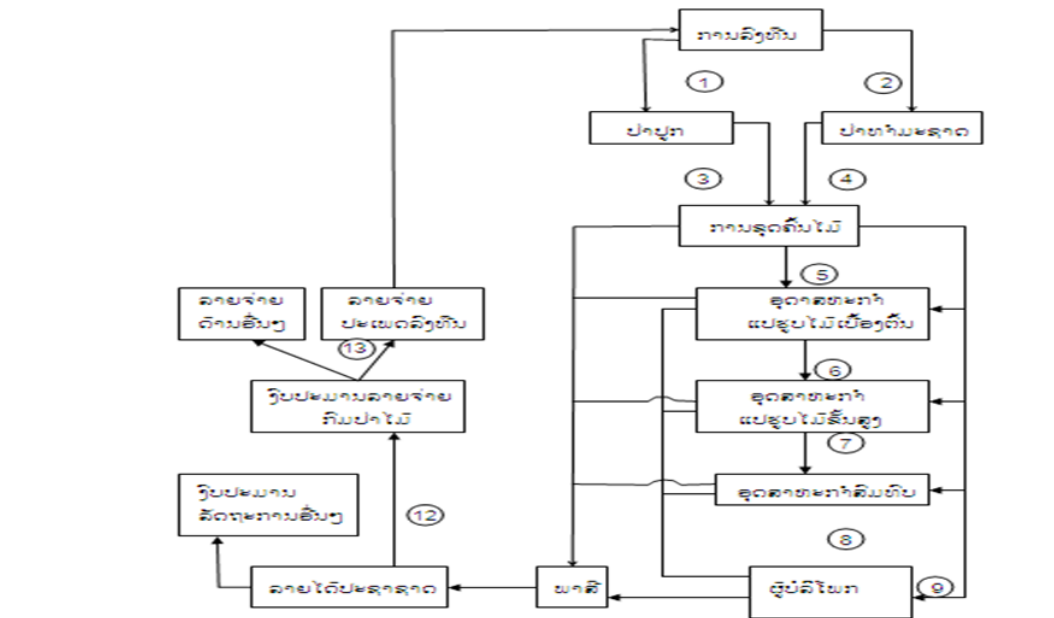 ການລົງທຶນ
1
2
ປ່າປູກ
ປ່າທຳມະຊາດ
3
4
ການຂຸດຄົ້ນໄມ້
5
ລາຍຈ່າຍ
ດ້ານອື່ນໆ
ລາຍຈ່າຍ
ປະເພດລົງທຶນ
ອຸດາສຫະກຳ
ແປຮູບໄມ້ເບື້ອງຕົ້ນ
13
6
ງົບປະມານລາຍຈ່າຍ
ກົມປ່າໄມ້
ອຸດສາຫະກຳ
ແປຮູບໄມ້ຂັ້ນສູງ
7
ງົບປະມານ
ລັດຖະການອື່ນໆ
ອຸດສາຫະກຳສົມທົບ
12
8
ລາຍໄດ້ປະຊາຊາດ
ພາສີ
ຜູ້ບໍລິໂພກ
9